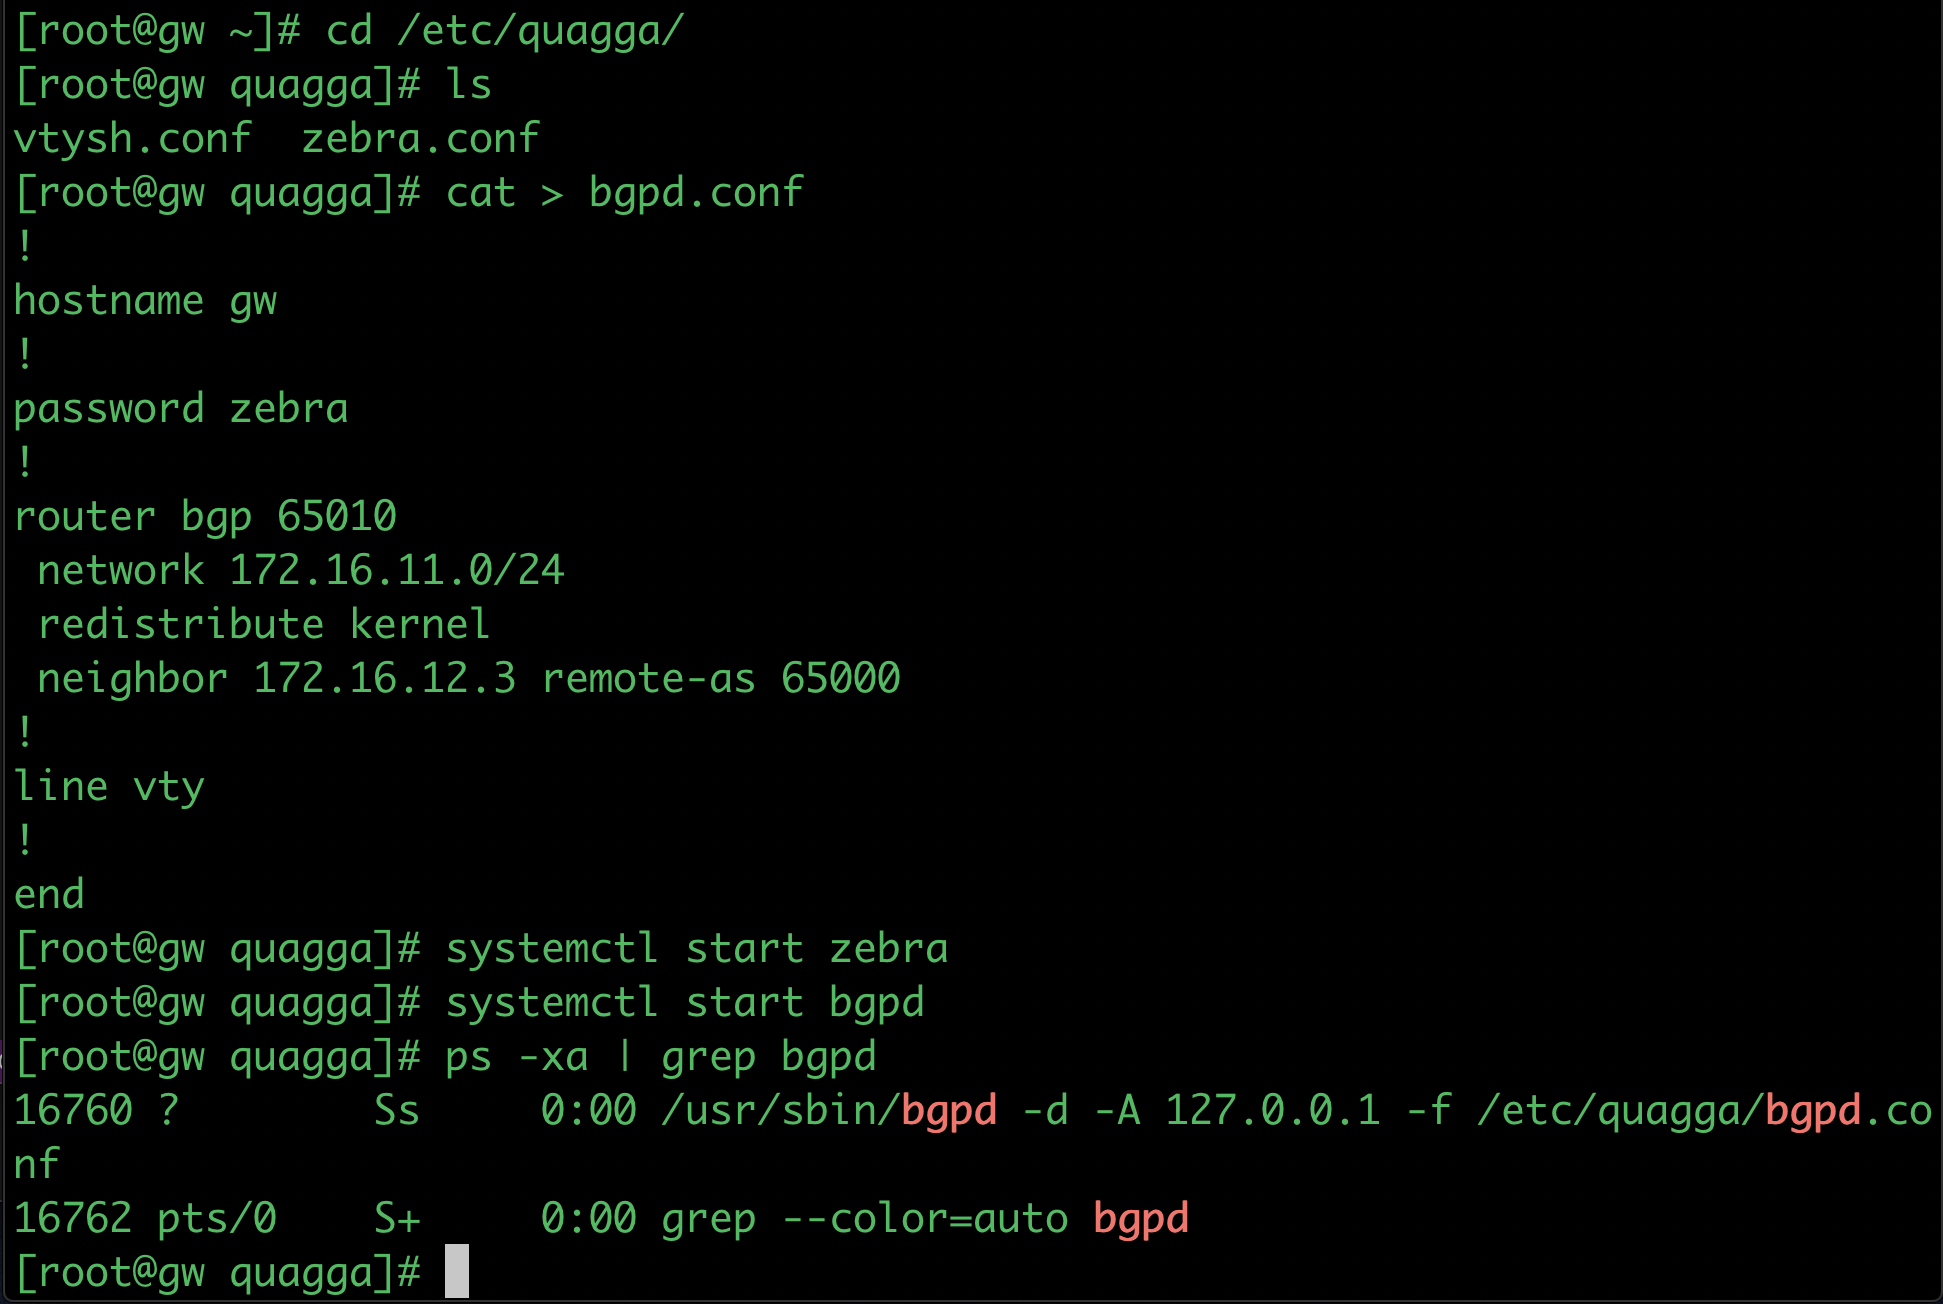 [root@gw ~]# cd /etc/quagga/
[root@gw quagga]# ls
vtysh.conf  zebra.conf
[root@gw quagga]# cat > bgpd.conf
!
hostname gw
!
password zebra
!
router bgp 65010
 network 172.16.11.0/24
 redistribute kernel
 neighbor 172.16.12.3 remote-as 65000
!
line vty
!
end
[root@gw quagga]# systemctl start zebra
[root@gw quagga]# systemctl start bgpd
[root@gw quagga]# ps -xa | grep bgpd
16760 ?        Ss     0:00 /usr/sbin/bgpd -d -A 127.0.0.1 -f /etc/quagga/bgpd.co
nf
16762 pts/0    S+     0:00 grep --color=auto bgpd
[root@gw quagga]#